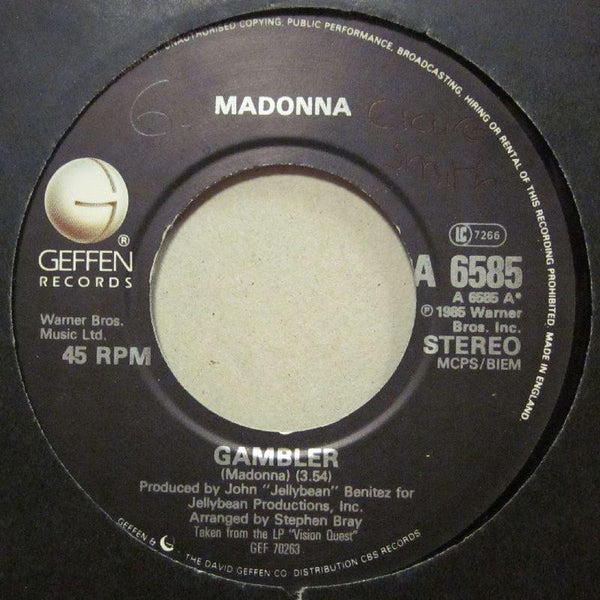 UNAUTHORISED COPYING, PUBLIC PERFORMANCE, BROADCASTING, HIRING OR RENTAL OF THIS RECORDING PROHIBITED. MADE IN ENGLAND.
MADONNA
G
®
GEFFEN
RECORDS
Warner Bros.
Music Ltd.
45 RPM
LC 7266
A 6585
A 6585 A*
℗ 1985 Warner
Bros. Inc.
STEREO
MCPS/BIEM
GAMBLER
(Madonna) (3.54)
Produced by John "Jellybean" Benitez for
Jellybean Productions, Inc.
Arranged by Stephen Bray
Taken from the LP "Vision Quest"
GEF 70263
GEFFEN & THE DAVID GEFFEN CO. DISTRIBUTION CBS RECORDS